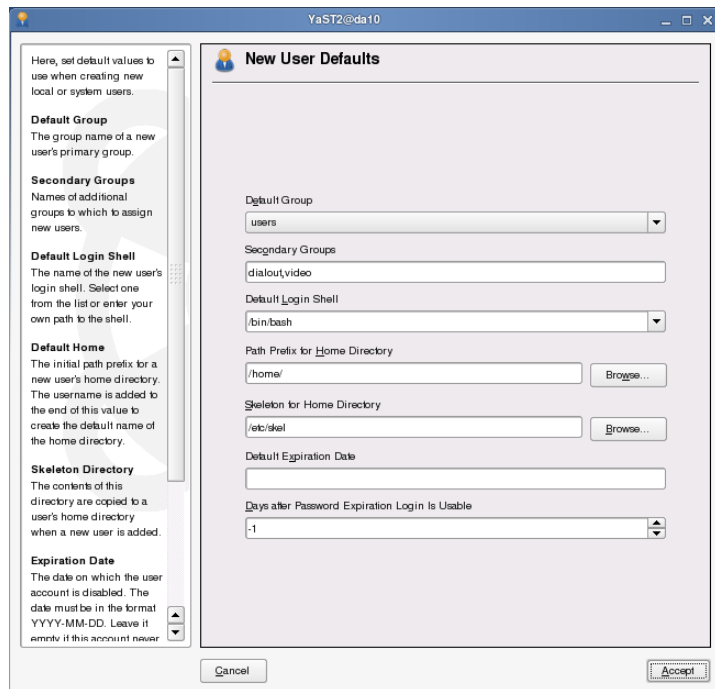 YaST2@da10
Here, set default values to
use when creating new
local or system users.
Default Group
The group name of a new
user's primary group.
Secondary Groups
Names of additional
groups to which to assign
new users.
Default Login Shell
The name of the new user's
login shell. Select one
from the list or enter your
own path to the shell.
Default Home
The initial path prefix for a
new user's home directory.
The username is added to
the end of this value to
create the default name of
the home directory.
Skeleton Directory
The contents of this
directory are copied to a
user's home directory
when a new user is added.
Expiration Date
The date on which the user
account is disabled. The
date must be in the format
YYYY-MM-DD. Leave it
empty if this account never
New User Defaults
Default Group
users
Secondary Groups
dialout,video
Default Login Shell
/bin/bash
Path Prefix for Home Directory
/home/
Browse...
Skeleton for Home Directory
/etc/skel
Browse...
Default Expiration Date
Days after Password Expiration Login Is Usable
-1
Cancel
Accept